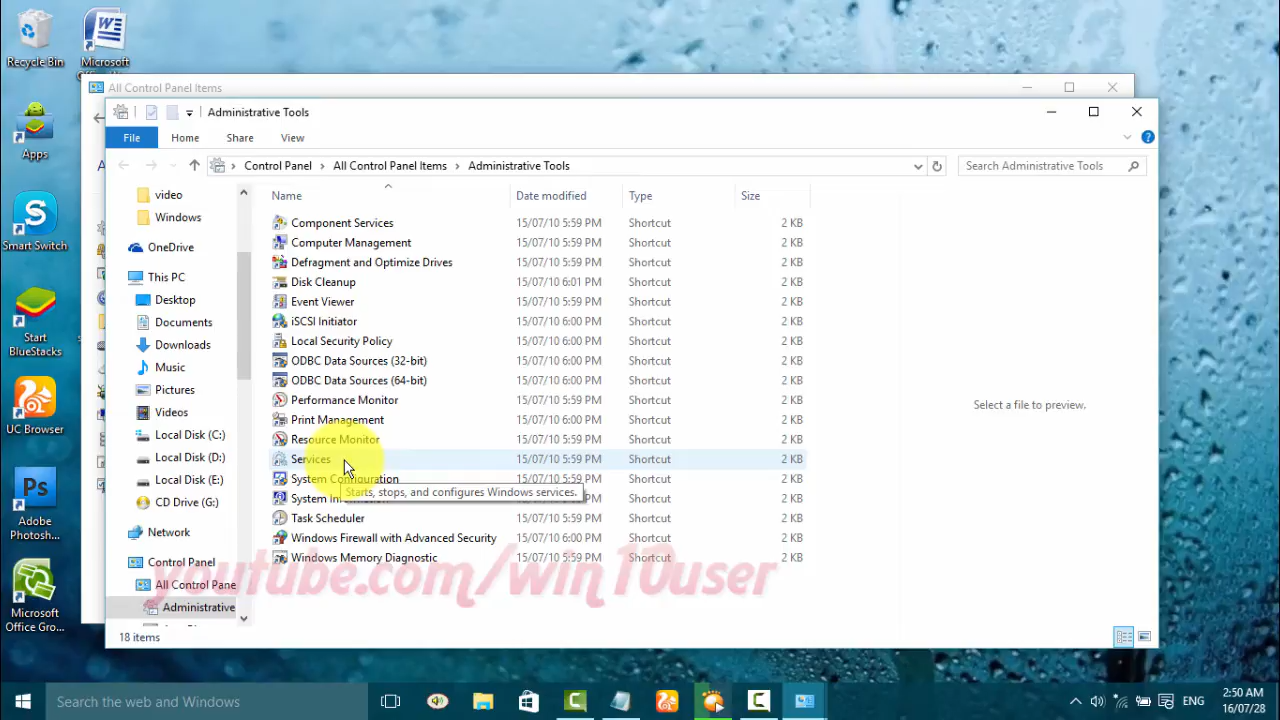 Recycle Bin
Microsoft
Apps
Smart Switch
Start
BlueStacks
UC Browser
Adobe
Photosh...
Microsoft
Office Gro...
All Control Panel Items
Administrative Tools
File Home Share View
Control Panel > All Control Panel Items > Administrative Tools
Search Administrative Tools
video
Windows
OneDrive
This PC
Desktop
Documents
Downloads
Music
Pictures
Videos
Local Disk (C:)
Local Disk (D:)
Local Disk (E:)
CD Drive (G:)
Network
Control Panel
All Control Pane
Administrative
Name Date modified Type Size
Component Services 15/07/10 5:59 PM Shortcut 2 KB
Computer Management 15/07/10 5:59 PM Shortcut 2 KB
Defragment and Optimize Drives 15/07/10 5:59 PM Shortcut 2 KB
Disk Cleanup 15/07/10 6:01 PM Shortcut 2 KB
Event Viewer 15/07/10 5:59 PM Shortcut 2 KB
iSCSI Initiator 15/07/10 6:00 PM Shortcut 2 KB
Local Security Policy 15/07/10 6:00 PM Shortcut 2 KB
ODBC Data Sources (32-bit) 15/07/10 6:00 PM Shortcut 2 KB
ODBC Data Sources (64-bit) 15/07/10 6:00 PM Shortcut 2 KB
Performance Monitor 15/07/10 5:59 PM Shortcut 2 KB
Print Management 15/07/10 6:00 PM Shortcut 2 KB
Resource Monitor 15/07/10 5:59 PM Shortcut 2 KB
Services 15/07/10 5:59 PM Shortcut 2 KB
System Configuration 15/07/10 5:59 PM Shortcut 2 KB
Starts, stops, and configures Windows services.
System 15/07/10 5:59 PM Shortcut 2 KB
Task Scheduler 15/07/10 5:59 PM Shortcut 2 KB
Windows Firewall with Advanced Security 15/07/10 6:00 PM Shortcut 2 KB
Windows Memory Diagnostic 15/07/10 5:59 PM Shortcut 2 KB
Select a file to preview.
youtube.com/win10user
18 items
Search the web and Windows
ENG
2:50 AM
16/07/28